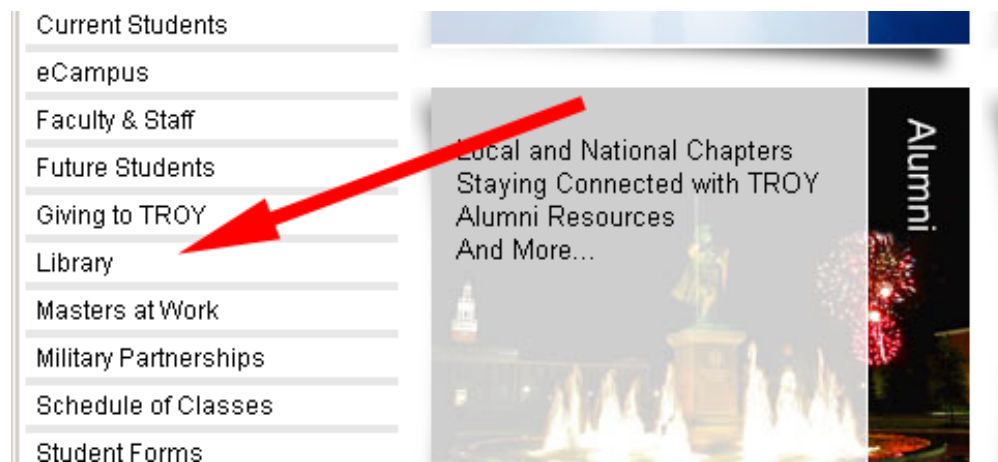 Current Students
eCampus
Faculty & Staff
Future Students
Giving to TROY
Library
Masters at Work
Military Partnerships
Schedule of Classes
Student Forms
Local and National Chapters
Staying Connected with TROY
Alumni Resources
And More...
Alumni